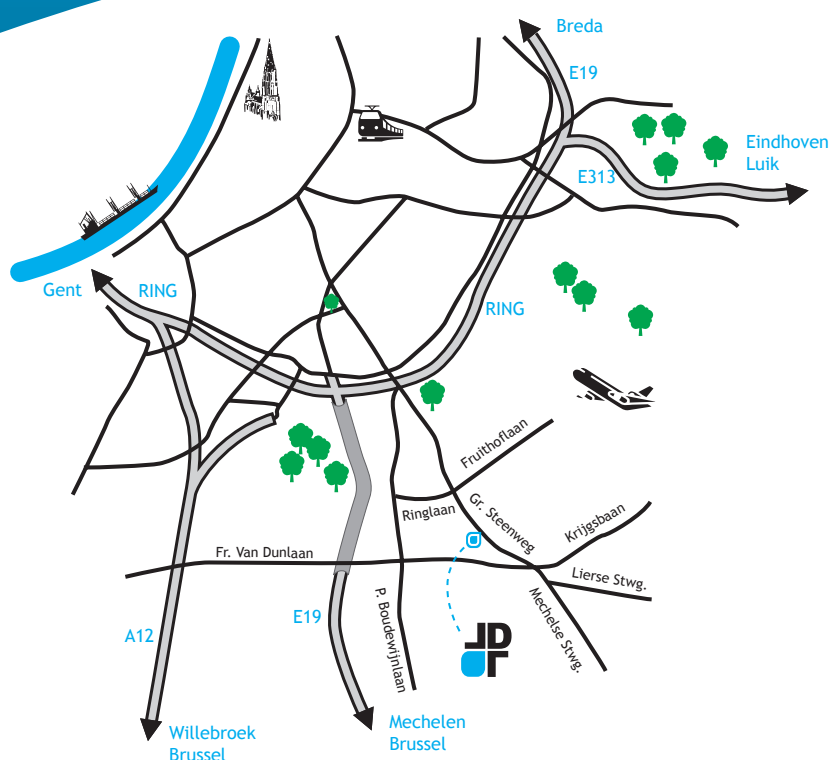 Breda
E19
Eindhoven
Luik
E313
Gent
RING
RING
Fruithoflaan
Ringlaan
Gr. Steenweg
Krijgsbaan
Fr. Van Dunlaan
Lierse Stwg.
E19
P. Boudewijnlaan
Mechelse Stwg.
A12
Mechelen
Brussel
Willebroek
Brussel